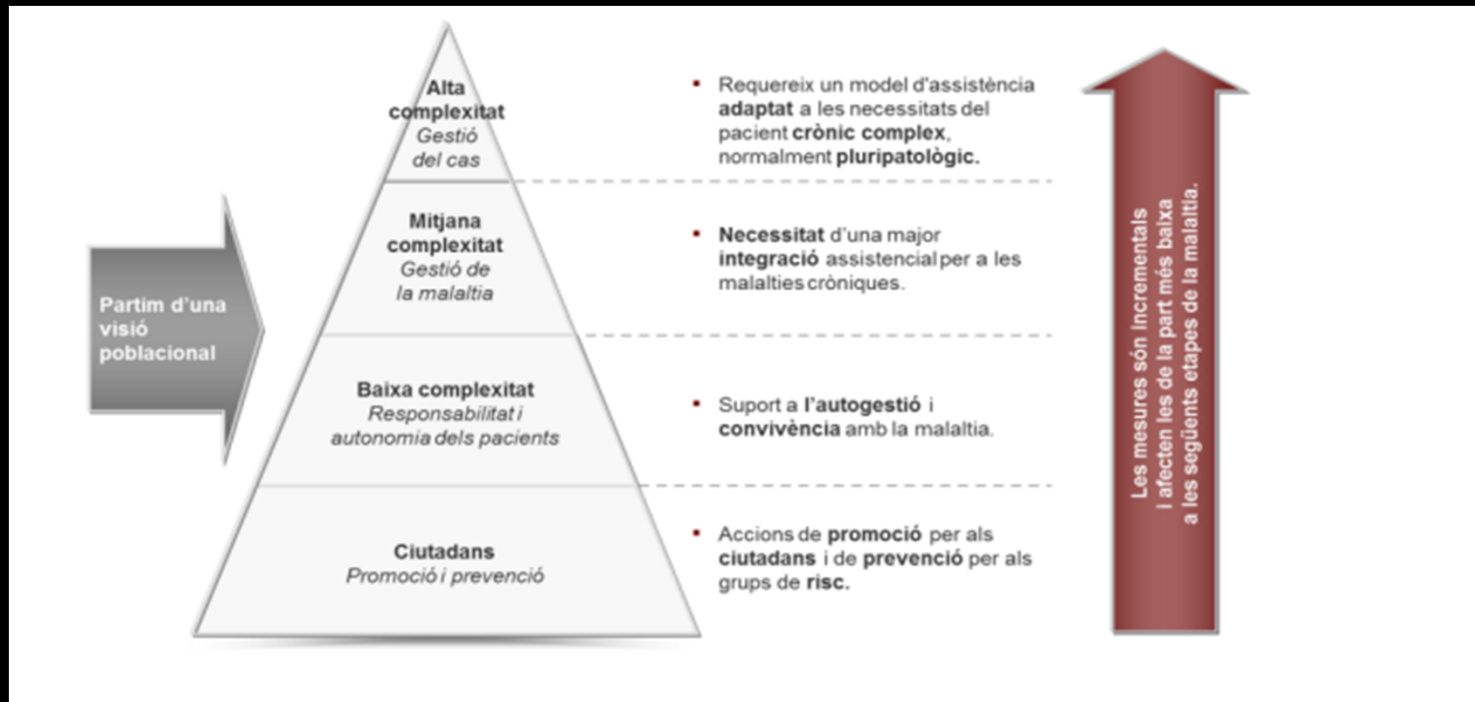 Partim d'una
visió
poblacional
Alta
complexitat
Gestió
del cas
Mitjana
complexitat
Gestió de
la malaltia
Baixa complexitat
Responsabilitat i
autonomia dels pacients
Ciutadans
Promoció i prevenció
▪ Requereix un model d'assistència
adaptat a les necessitats del
pacient crònic complex,
normalment pluripatològic.
▪ Necessitat d'una major
integració assistencial per a les
malalties cròniques.
▪ Suport a l'autogestió i
convivència amb la malaltia.
▪ Accions de promoció per als
ciutadans i de prevenció per als
grups de risc.
Les mesures són incrementals
i afecten les de la part més baixa
a les següents etapes de la malaltia.